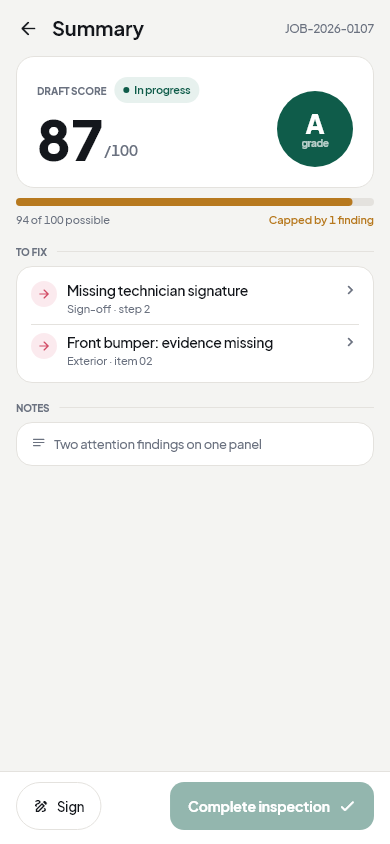 Summary
JOB-2026-0107
DRAFT SCORE
In progress
87/100
A
grade
94 of 100 possible
Capped by 1 finding
TO FIX
Missing technician signature
Sign-off · step 2
Front bumper: evidence missing
Exterior · item 02
NOTES
Two attention findings on one panel
Sign
Complete inspection